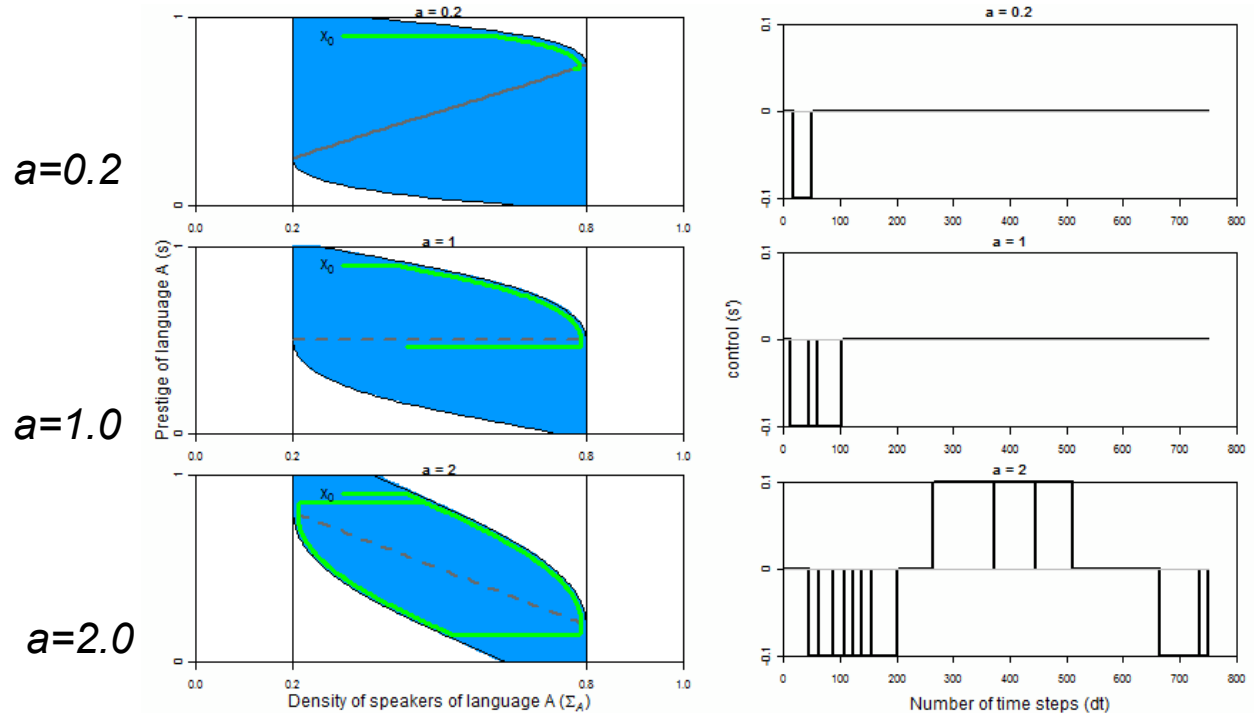 a=0.2
a = 0.2
1
X₀
0
0.0 0.2 0.8 1.0
a = 0.2
0.1
0
-0.1
0 100 200 300 400 500 600 700 800
a=1.0
a = 1
1
X₀
0
0.0 0.2 0.8 1.0
Prestige of language A (s)
a = 1
0.1
0
-0.1
0 100 200 300 400 500 600 700 800
control (s')
a=2.0
a = 2
1
X₀
0
0.0 0.2 0.8 1.0
Density of speakers of language A (Σ_A)
a = 2
0.1
0
-0.1
0 100 200 300 400 500 600 700 800
Number of time steps (dt)